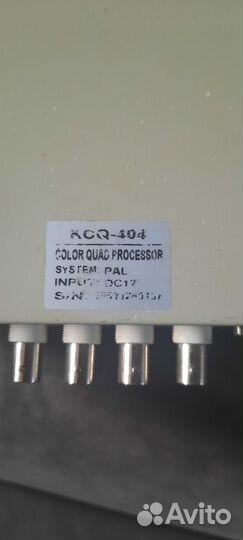 KCQ-404
COLOR QUAD PROCESSOR
SYSTEM: PAL
INPUT: DC12
S/N:
Avito